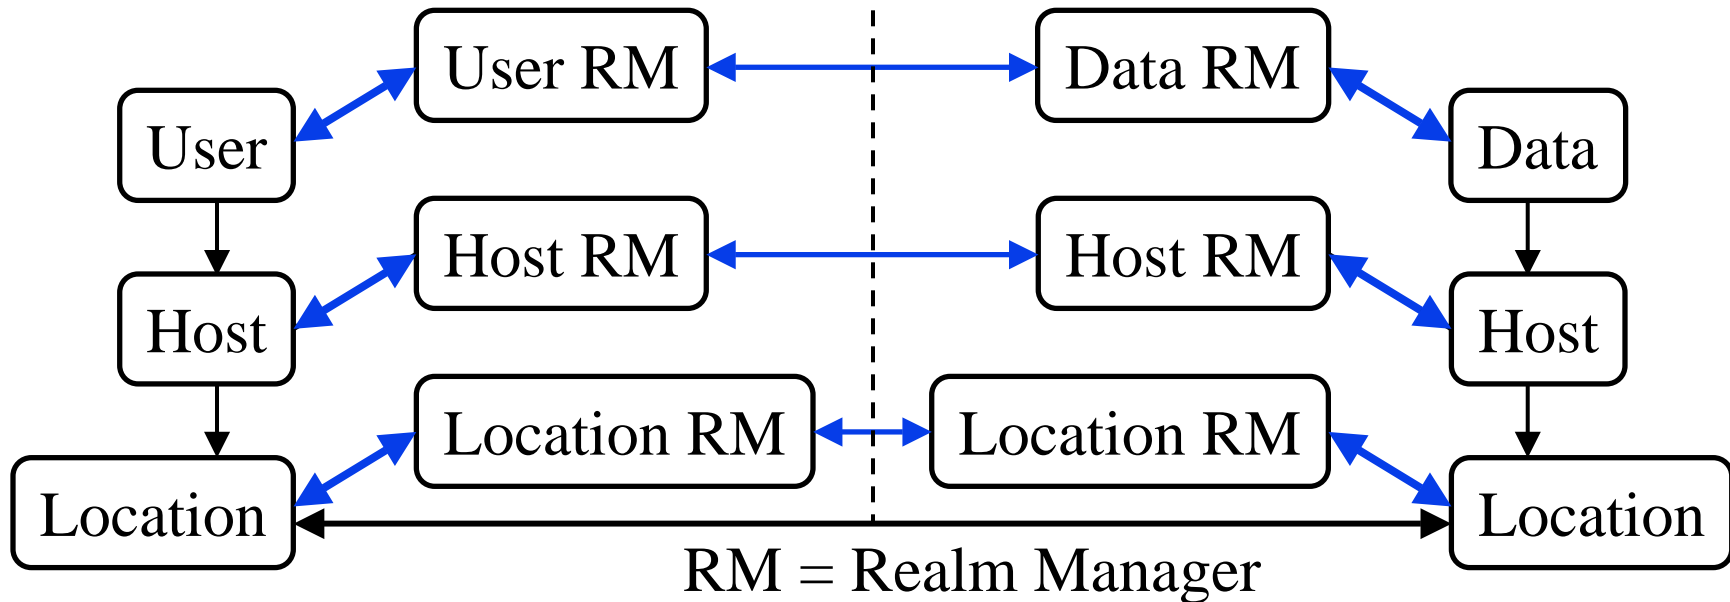 User RM
Data RM
User
Data
Host RM
Host RM
Host
Host
Location RM
Location RM
Location
Location
RM = Realm Manager